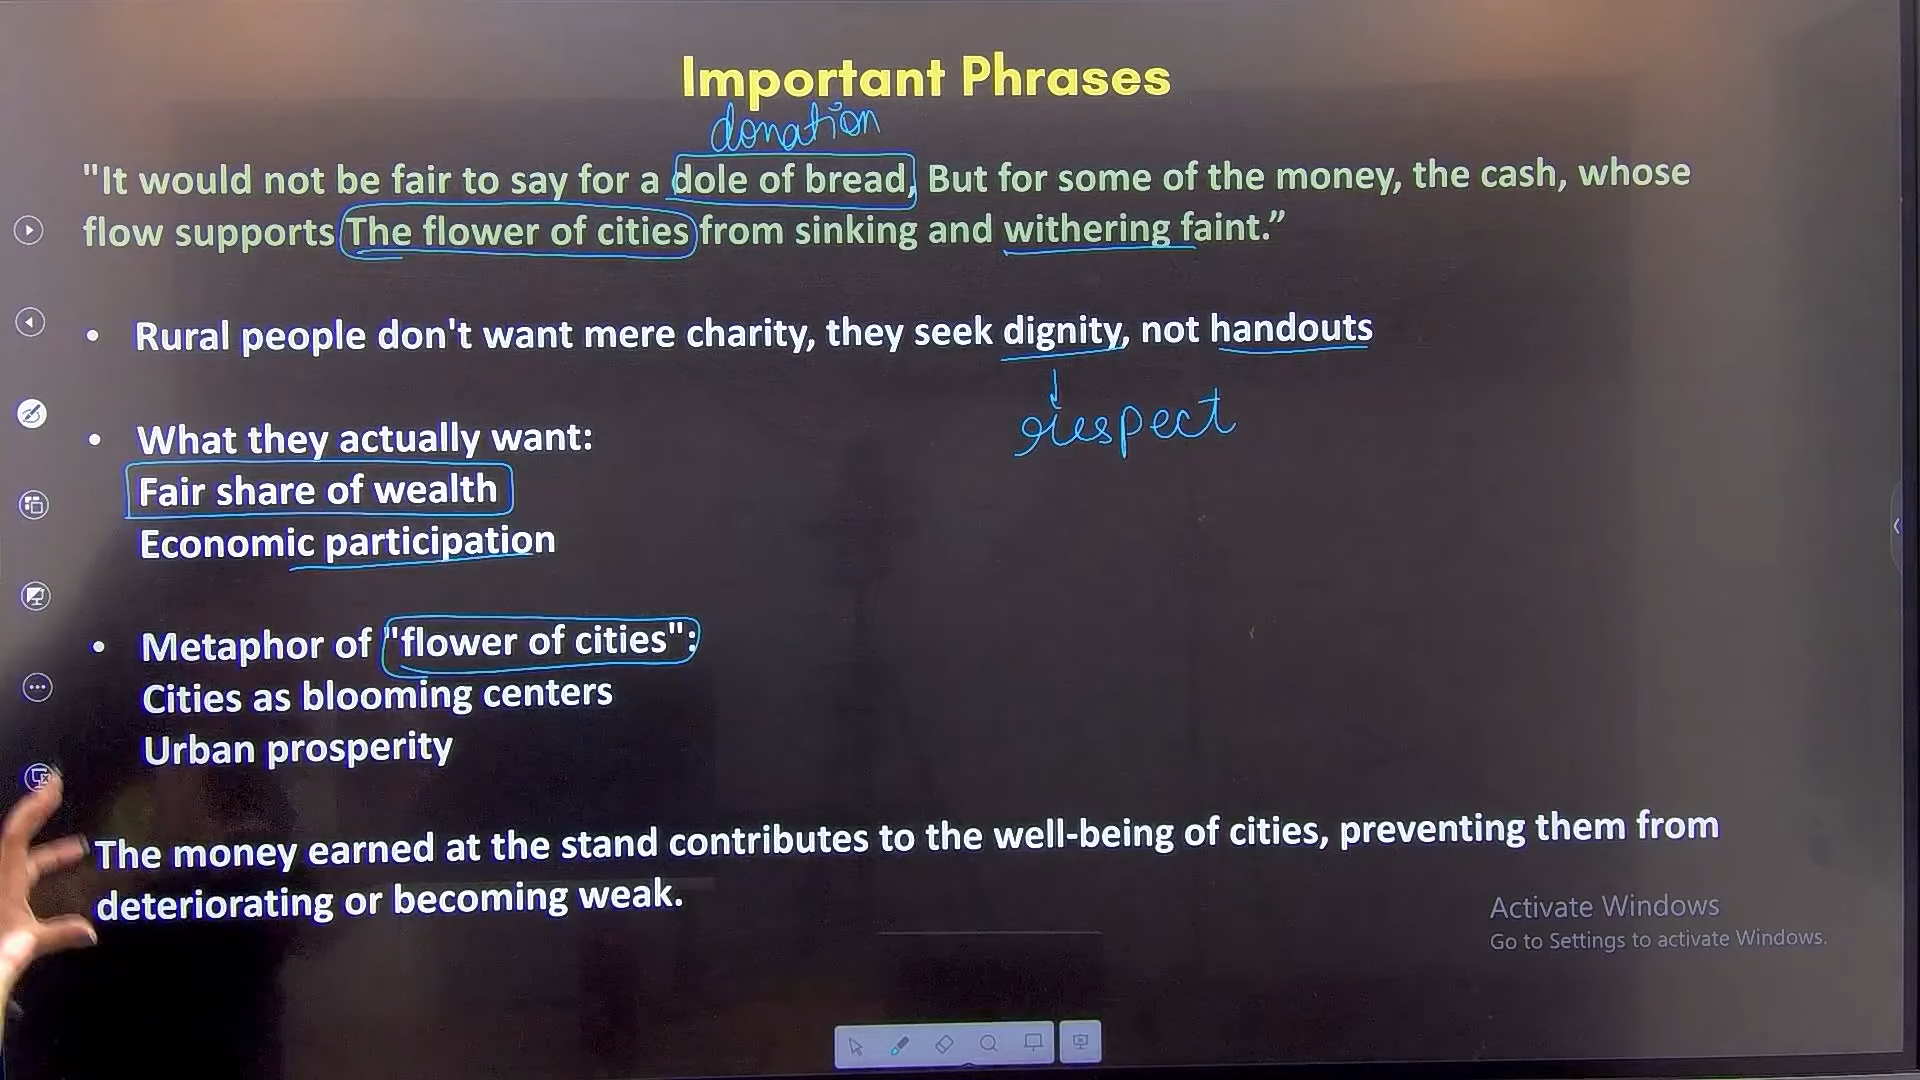 Important Phrases
donation
"It would not be fair to say for a dole of bread, But for some of the money, the cash, whose
flow supports The flower of cities from sinking and withering faint.”
• Rural people don't want mere charity, they seek dignity, not handouts
respect
• What they actually want:
Fair share of wealth
Economic participation
• Metaphor of "flower of cities":
Cities as blooming centers
Urban prosperity
The money earned at the stand contributes to the well-being of cities, preventing them from
deteriorating or becoming weak.
Activate Windows
Go to Settings to activate Windows.